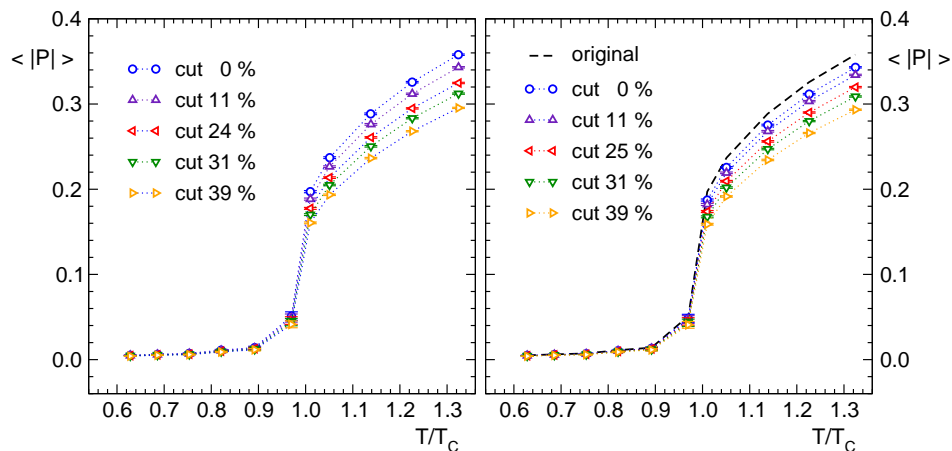 < |P| >
0.4
0.3
0.2
0.1
0.0
cut 0 %
cut 11 %
cut 24 %
cut 31 %
cut 39 %
0.6 0.7 0.8 0.9 1.0 1.1 1.2 1.3
T/T_C
original
cut 0 %
cut 11 %
cut 25 %
cut 31 %
cut 39 %
0.6 0.7 0.8 0.9 1.0 1.1 1.2 1.3
T/T_C
0.4
< |P| >
0.3
0.2
0.1
0.0